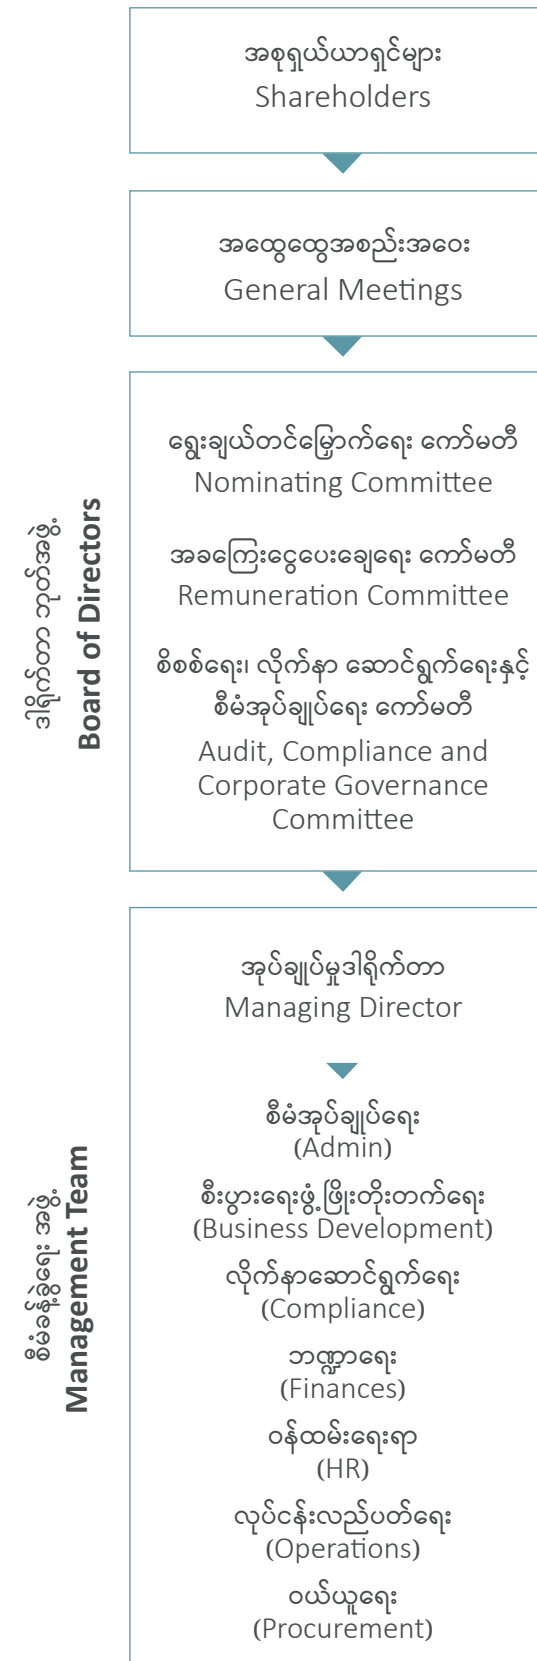 အစုရှယ်ယာရှင်များ
Shareholders
အထွေထွေအစည်းအဝေး
General Meetings
ဒါရိုက်တာ ဘုတ်အဖွဲ့
Board of Directors
ရွေးချယ်တင်မြှောက်ရေး ကော်မတီ
Nominating Committee
အခကြေးငွေပေးချေရေး ကော်မတီ
Remuneration Committee
စိစစ်ရေး၊ လိုက်နာ ဆောင်ရွက်ရေးနှင့်
စီမံအုပ်ချုပ်ရေး ကော်မတီ
Audit, Compliance and
Corporate Governance
Committee
စီမံခန့်ခွဲရေး အဖွဲ့
Management Team
အုပ်ချုပ်မှုဒါရိုက်တာ
Managing Director
စီမံအုပ်ချုပ်ရေး
(Admin)
စီးပွားရေးဖွံ့ဖြိုးတိုးတက်ရေး
(Business Development)
လိုက်နာဆောင်ရွက်ရေး
(Compliance)
ဘဏ္ဍာရေး
(Finances)
ဝန်ထမ်းရေးရာ
(HR)
လုပ်ငန်းလည်ပတ်ရေး
(Operations)
ဝယ်ယူရေး
(Procurement)